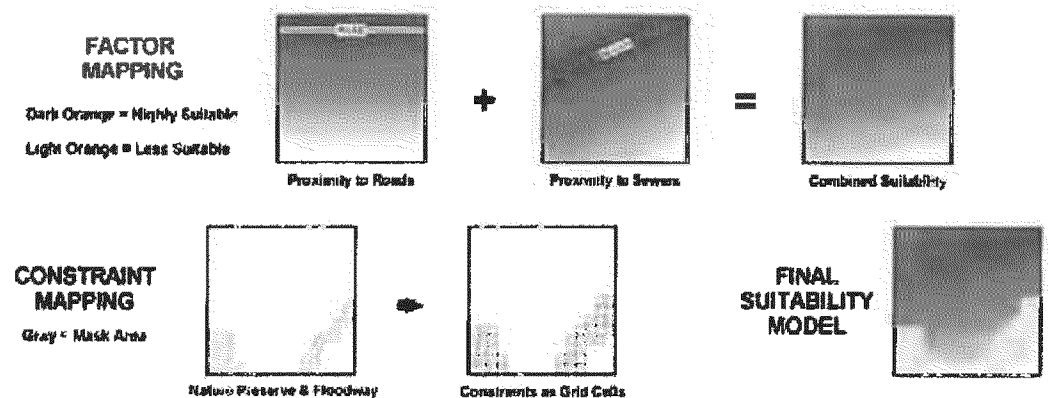 FACTOR
MAPPING
Dark Orange = Highly Suitable
Light Orange = Less Suitable
+
=
Proximity to Roads
Proximity to Sewers
Combined Suitability
CONSTRAINT
MAPPING
Gray = Mask Area
Nature Preserve & Floodway
Constraints as Grid Cells
FINAL
SUITABILITY
MODEL